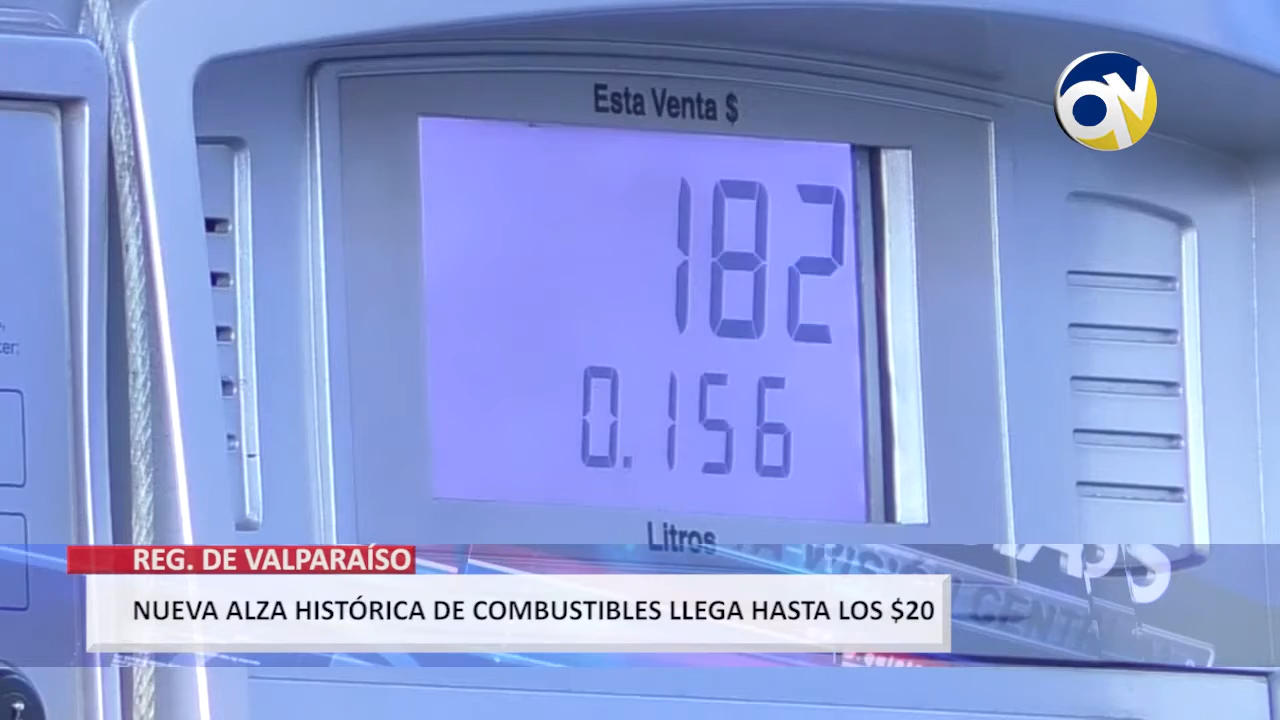 Esta Venta $
182
0.156
Litros
REG. DE VALPARAÍSO
NUEVA ALZA HISTÓRICA DE COMBUSTIBLES LLEGA HASTA LOS $20